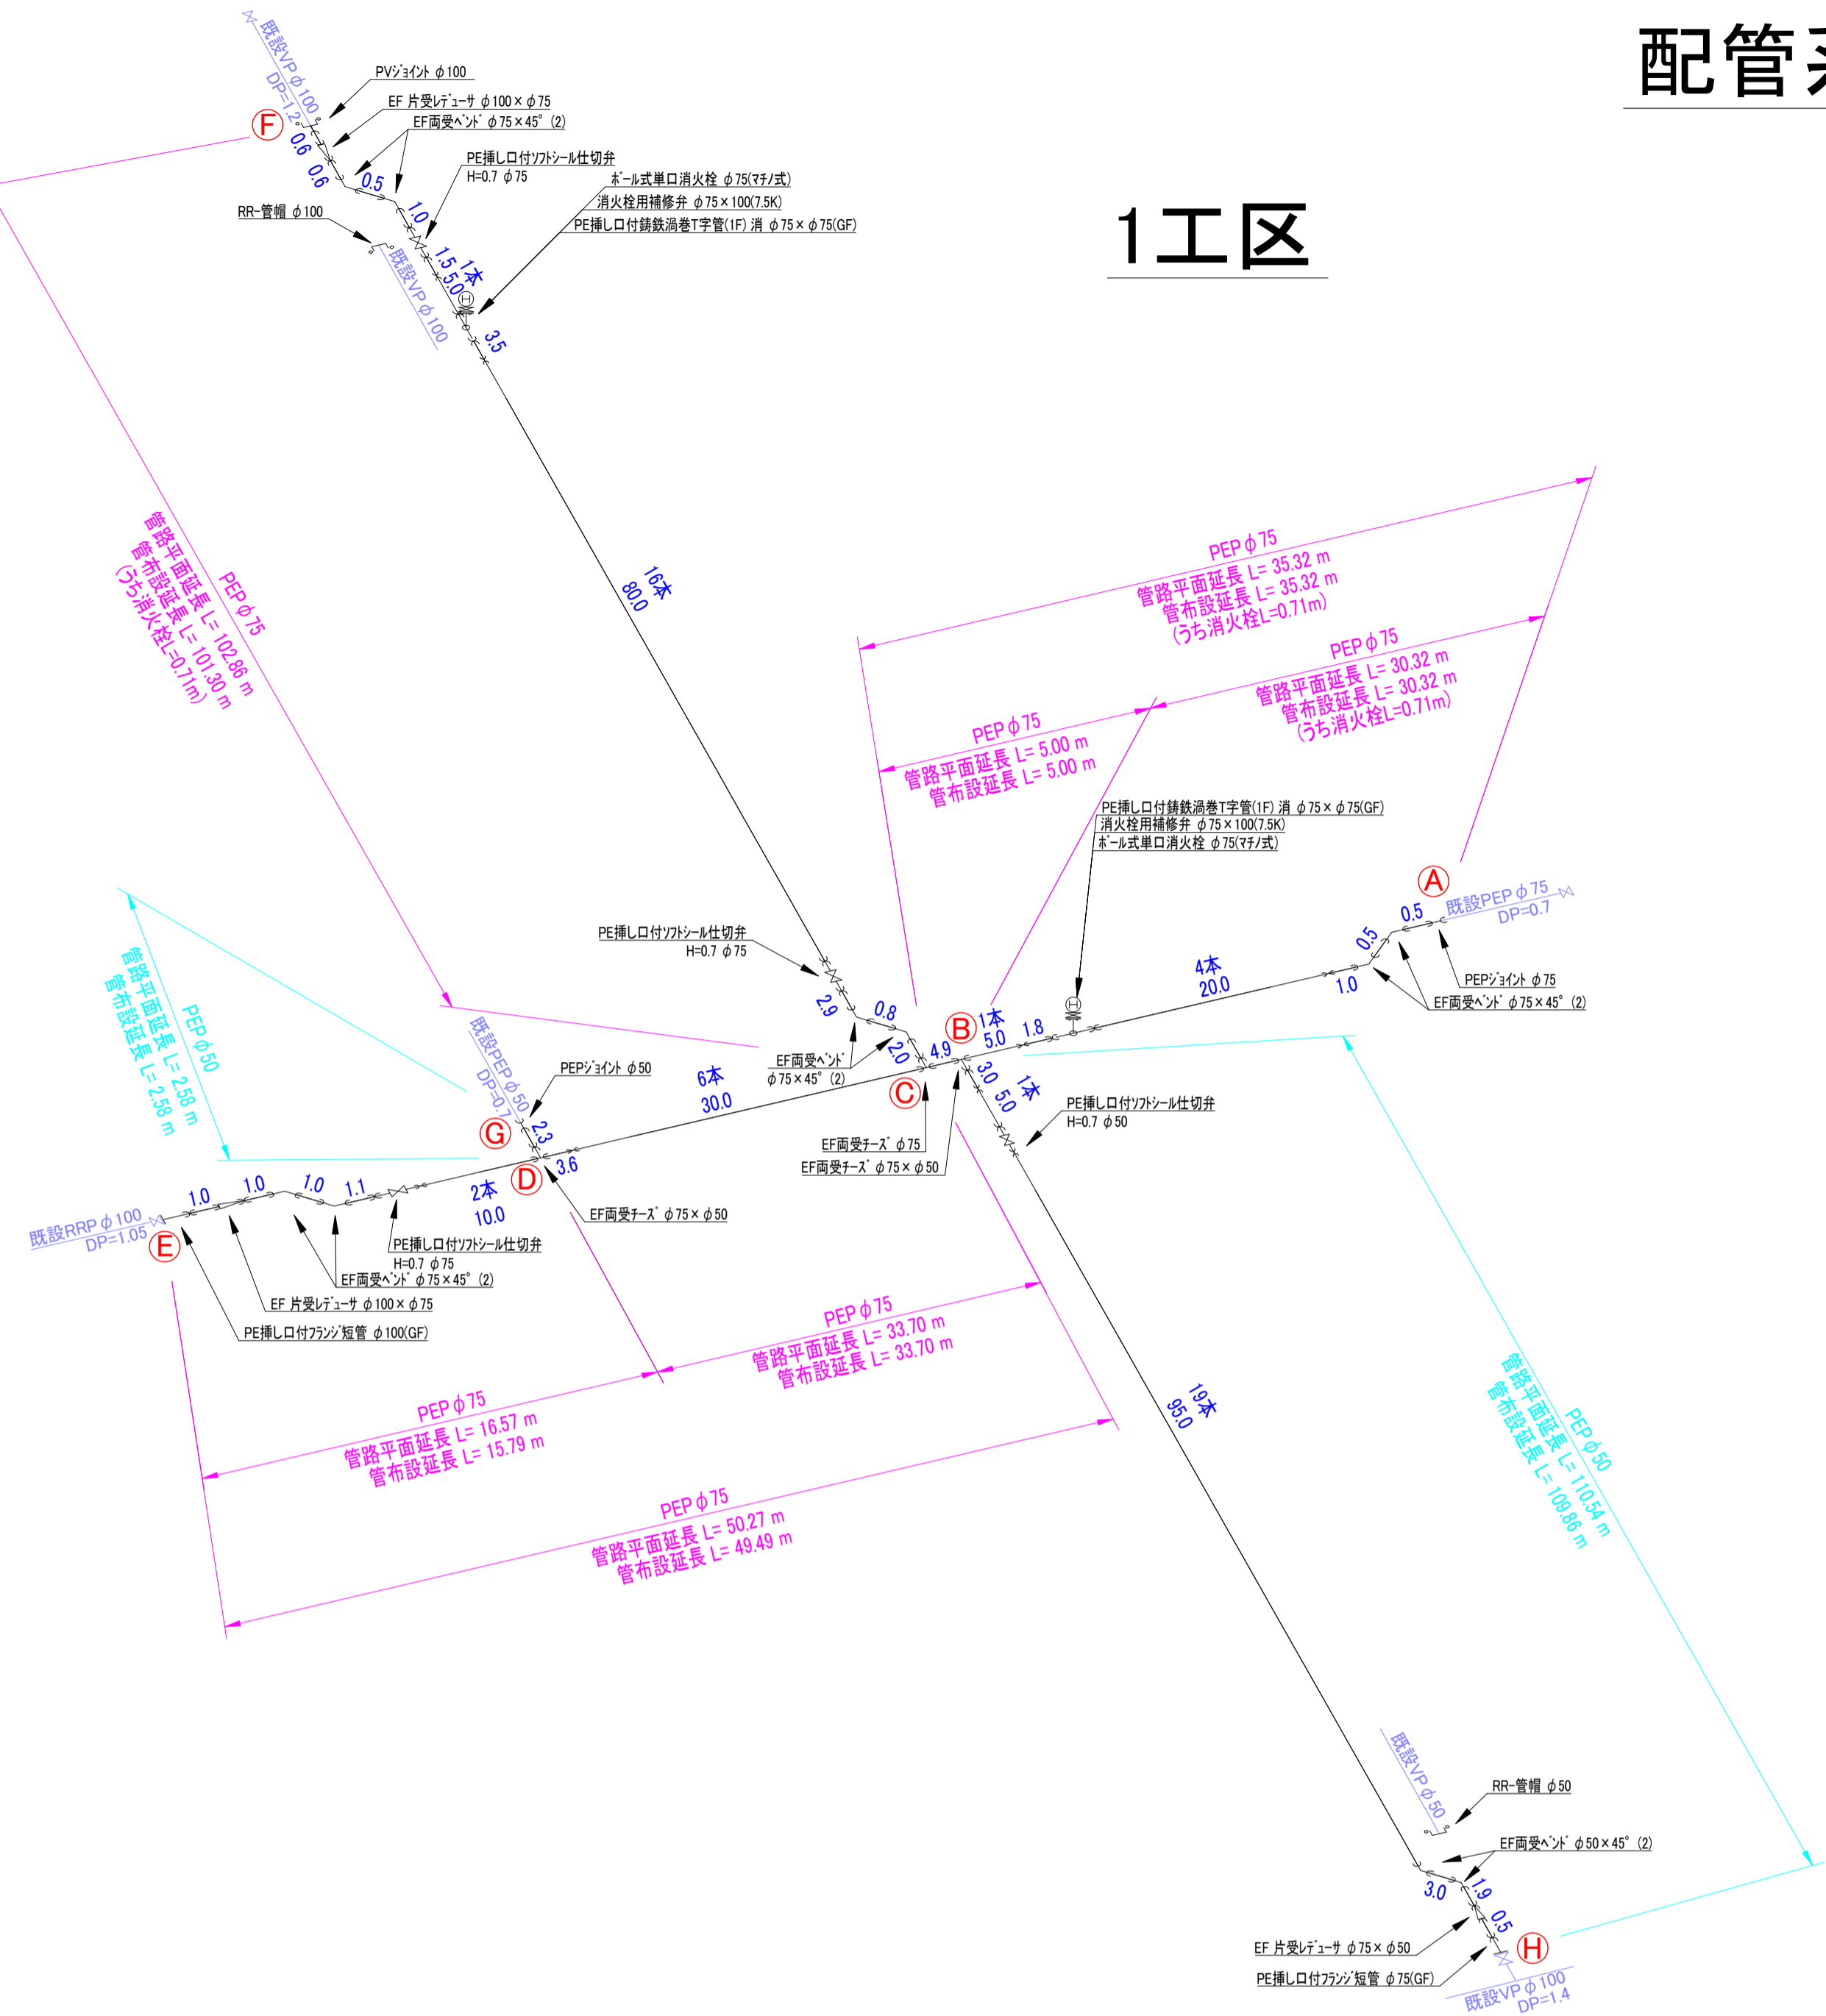 配管系
1工区
既設VPφ100
DP=1.2
PVジョイント φ100
EF 片受レデューサ φ100×φ75
EF両受ベンド φ75×45° (2)
Ⓕ
0.6
0.6
0.5
PE挿し口付ソフトシール仕切弁
H=0.7 φ75
1.0
ボール式単口消火栓 φ75(マチノ式)
消火栓用補修弁 φ75×100(7.5K)
PE挿し口付鋳鉄渦巻T字管(1F) 消 φ75×φ75(GF)
RR-管帽 φ100
既設VPφ100
1.5
1本
5.0
Ⓗ
3.5
16本
80.0
PEPφ75
管路平面延長 L= 102.86 m
管布設延長 L= 101.30 m
(うち消火栓L=0.71m)
PEPφ75
管路平面延長 L= 35.32 m
管布設延長 L= 35.32 m
(うち消火栓L=0.71m)
PEPφ75
管路平面延長 L= 30.32 m
管布設延長 L= 30.32 m
(うち消火栓L=0.71m)
PEPφ75
管路平面延長 L= 5.00 m
管布設延長 L= 5.00 m
PE挿し口付鋳鉄渦巻T字管(1F) 消 φ75×φ75(GF)
消火栓用補修弁 φ75×100(7.5K)
ボール式単口消火栓 φ75(マチノ式)
Ⓐ
既設PEPφ75
DP=0.7
0.5
0.5
PEPジョイント φ75
EF両受ベンド φ75×45° (2)
1.0
4本
20.0
Ⓗ
1.8
1本
5.0
Ⓑ
4.9
PE挿し口付ソフトシール仕切弁
H=0.7 φ75
2.9
0.8
2.0
EF両受ベンド
φ75×45° (2)
Ⓒ
EF両受チーズ φ75
EF両受チーズ φ75×φ50
3.0
1本
5.0
PE挿し口付ソフトシール仕切弁
H=0.7 φ50
PEPφ50
管路平面延長 L= 2.58 m
管布設延長 L= 2.58 m
既設PEPφ50
DP=0.7
PEPジョイント φ50
Ⓖ
2.3
6本
30.0
3.6
Ⓓ
EF両受チーズ φ75×φ50
2本
10.0
1.0
1.0
1.0
1.1
既設RRPφ100
DP=1.05
Ⓔ
PE挿し口付ソフトシール仕切弁
H=0.7 φ75
EF両受ベンド φ75×45° (2)
EF 片受レデューサ φ100×φ75
PE挿し口付フランジ短管 φ100(GF)
PEPφ75
管路平面延長 L= 33.70 m
管布設延長 L= 33.70 m
PEPφ75
管路平面延長 L= 16.57 m
管布設延長 L= 15.79 m
PEPφ75
管路平面延長 L= 50.27 m
管布設延長 L= 49.49 m
19本
95.0
PEPφ50
管路平面延長 L= 110.54 m
管布設延長 L= 109.86 m
既設VPφ50
RR-管帽 φ50
EF両受ベンド φ50×45° (2)
3.0
1.9
0.5
EF 片受レデューサ φ75×φ50
PE挿し口付フランジ短管 φ75(GF)
Ⓗ
既設VPφ100
DP=1.4